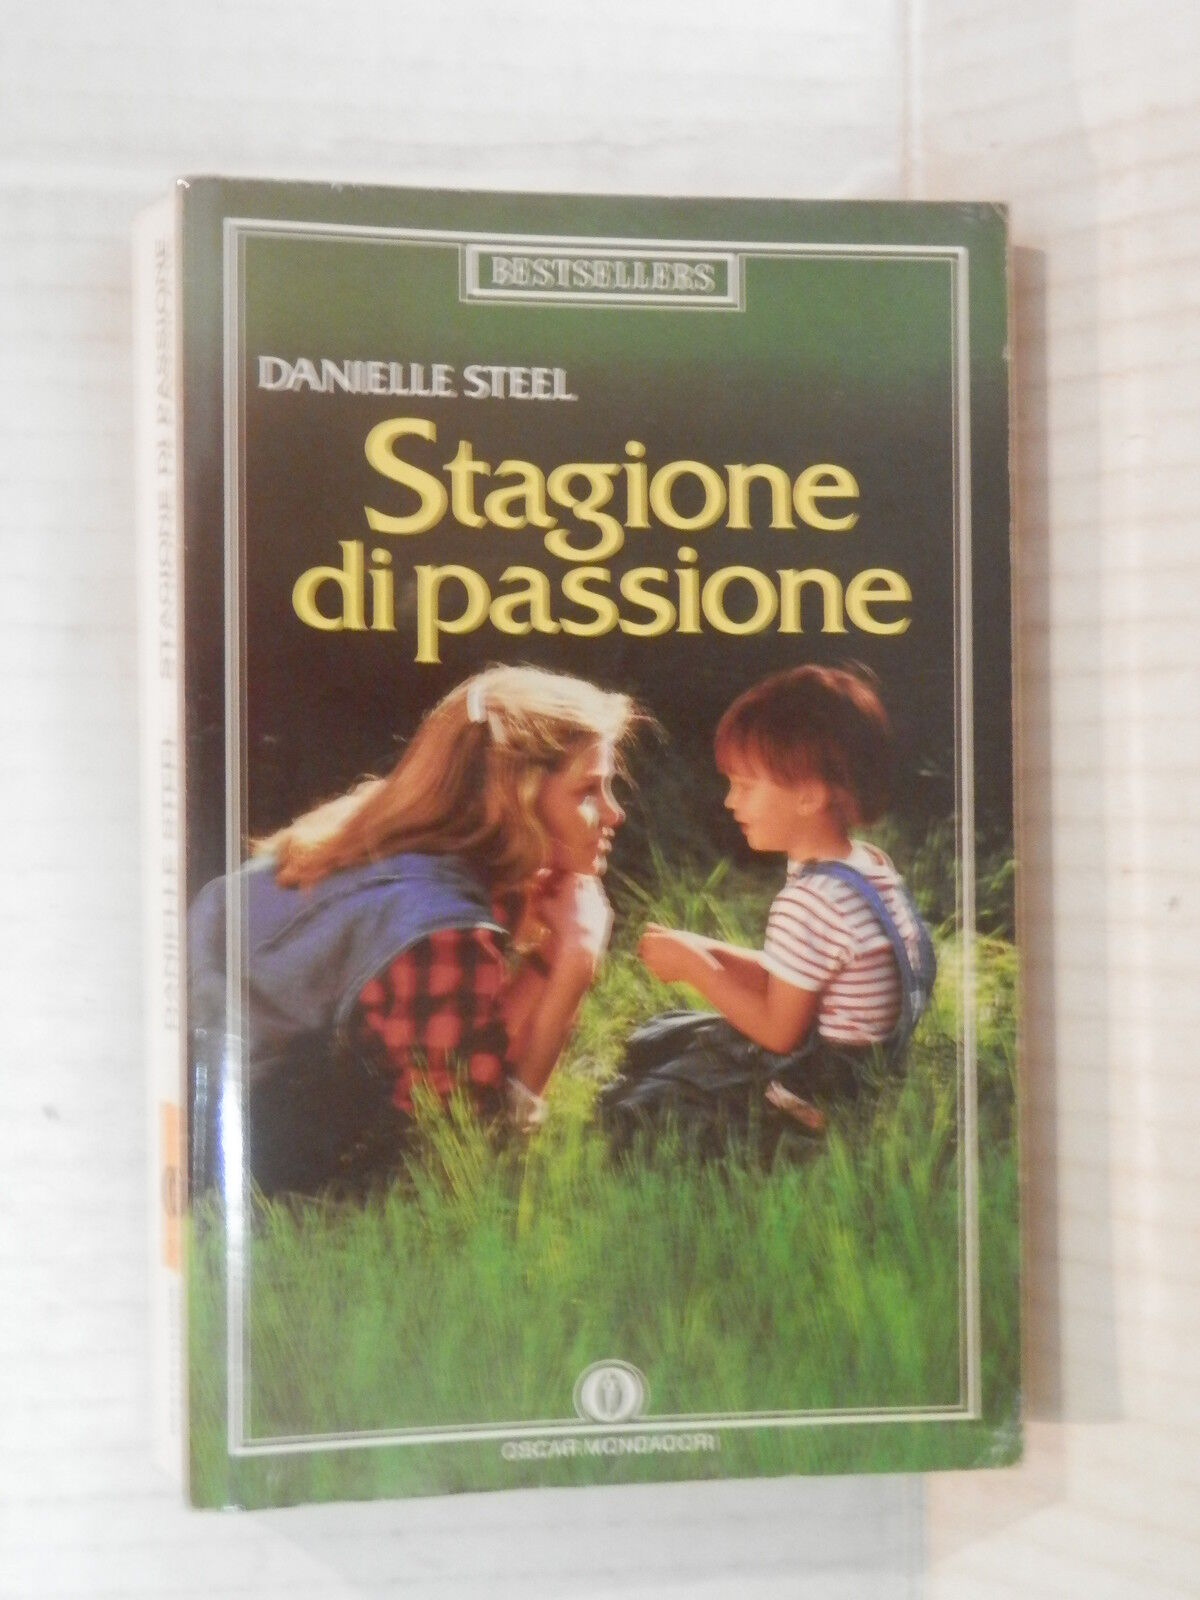 BESTSELLERS
DANIELLE STEEL
Stagione
di passione
OSCAR MONDADORI
DANIELLE STEEL STAGIONE DI PASSIONE